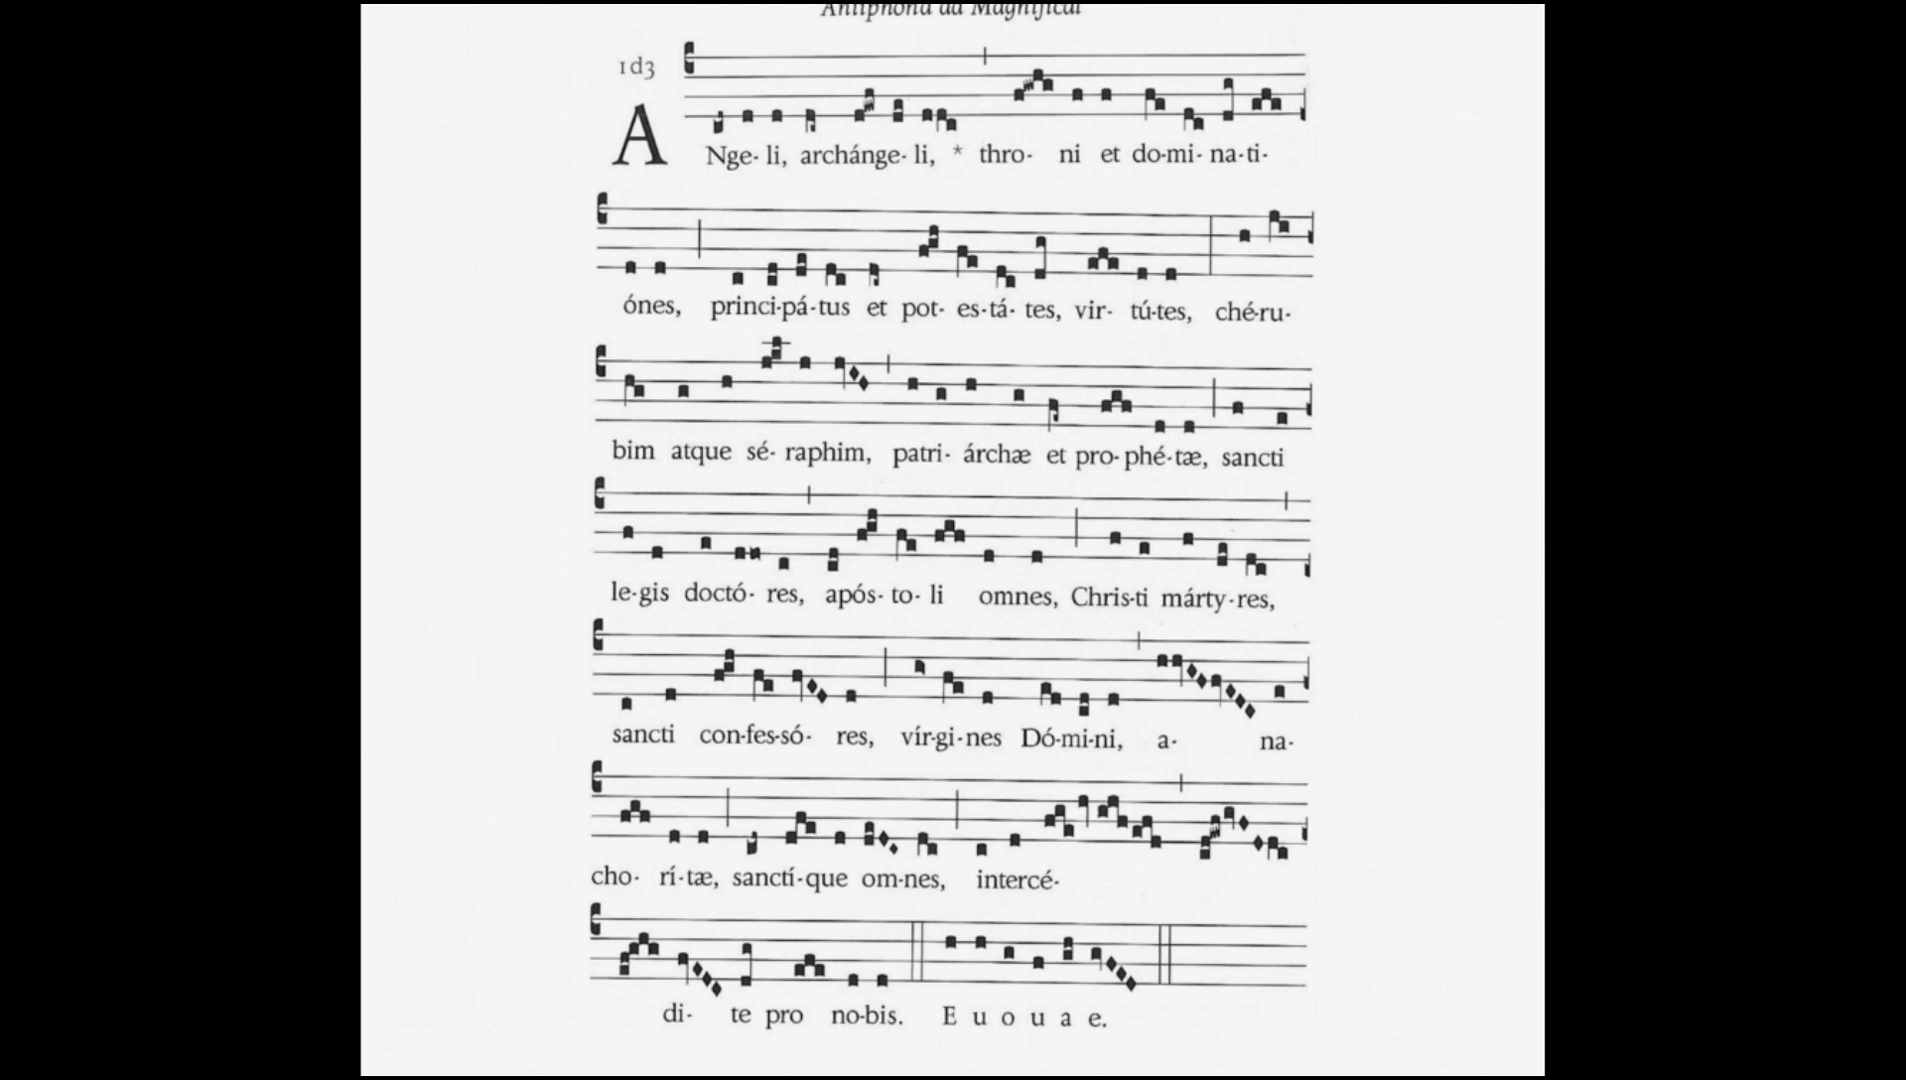 Antiphona ad Magnificat
1d3
ANge-li, archánge-li, * thro-ni et do-mi-na-ti-
ónes, princi-pá-tus et pot-es-tá-tes, vir-tú-tes, ché-ru-
bim atque sé-raphim, patri-árchæ et pro-phé-tæ, sancti
le-gis doctó-res, após-to-li omnes, Chris-ti márty-res,
sancti con-fes-só-res, vír-gi-nes Dó-mi-ni, a-na-
cho-rí-tæ, sanctí-que om-nes, intercé-
di-te pro no-bis. E u o u a e.